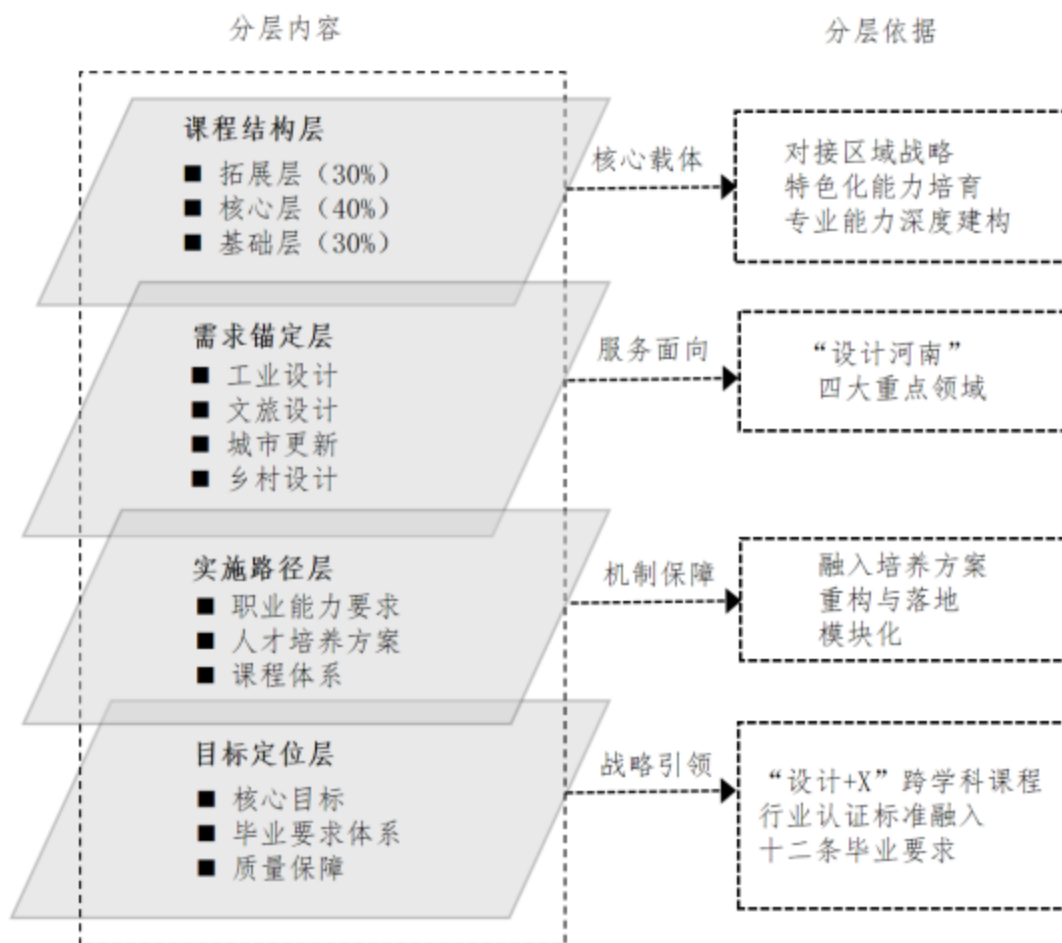 分层内容
分层依据
课程结构层
■ 拓展层（30%）
■ 核心层（40%）
■ 基础层（30%）
核心载体
对接区域战略
特色化能力培育
专业能力深度建构
需求锚定层
■ 工业设计
■ 文旅设计
■ 城市更新
■ 乡村设计
服务面向
“设计河南”
四大重点领域
实施路径层
■ 职业能力要求
■ 人才培养方案
■ 课程体系
机制保障
融入培养方案
重构与落地
模块化
目标定位层
■ 核心目标
■ 毕业要求体系
■ 质量保障
战略引领
“设计+X”跨学科课程
行业认证标准融入
十二条毕业要求